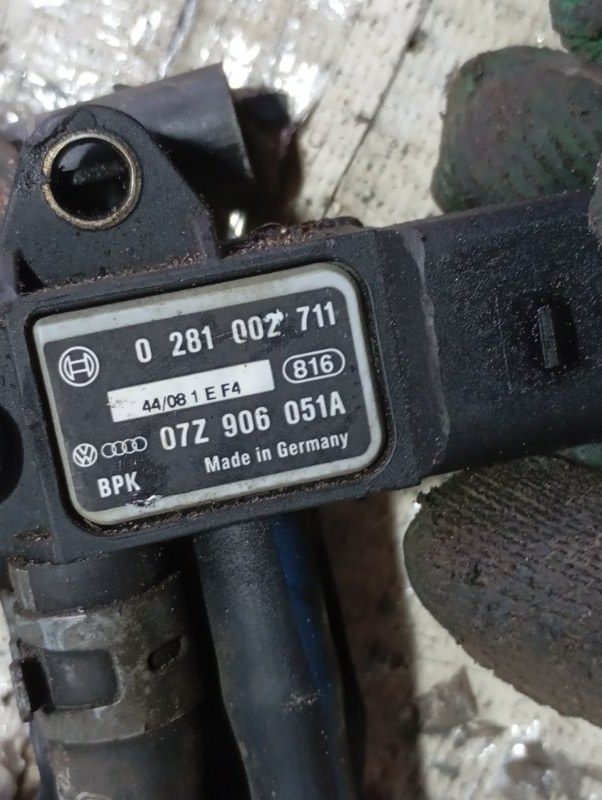 0 281 002 711
44/08 1 E F4 816
07Z 906 051A
BPK Made in Germany